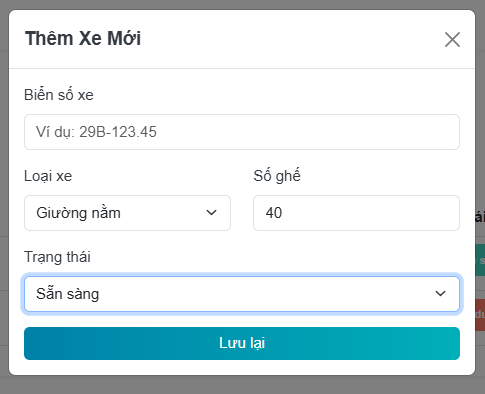 Thêm Xe Mới
Biển số xe
Ví dụ: 29B-123.45
Loại xe
Số ghế
Giường nằm
40
Trạng thái
Sẵn sàng
Lưu lại